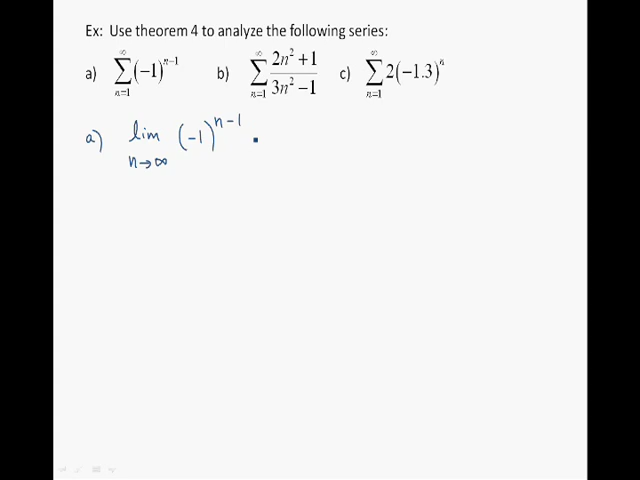 Ex: Use theorem 4 to analyze the following series:
a) ∞∑n=1 (−1)^{n−1} b) ∞∑n=1 (2n²+1)/(3n²−1) c) ∞∑n=1 2(−1.3)^n
a) lim n→∞ (−1)^{n−1}